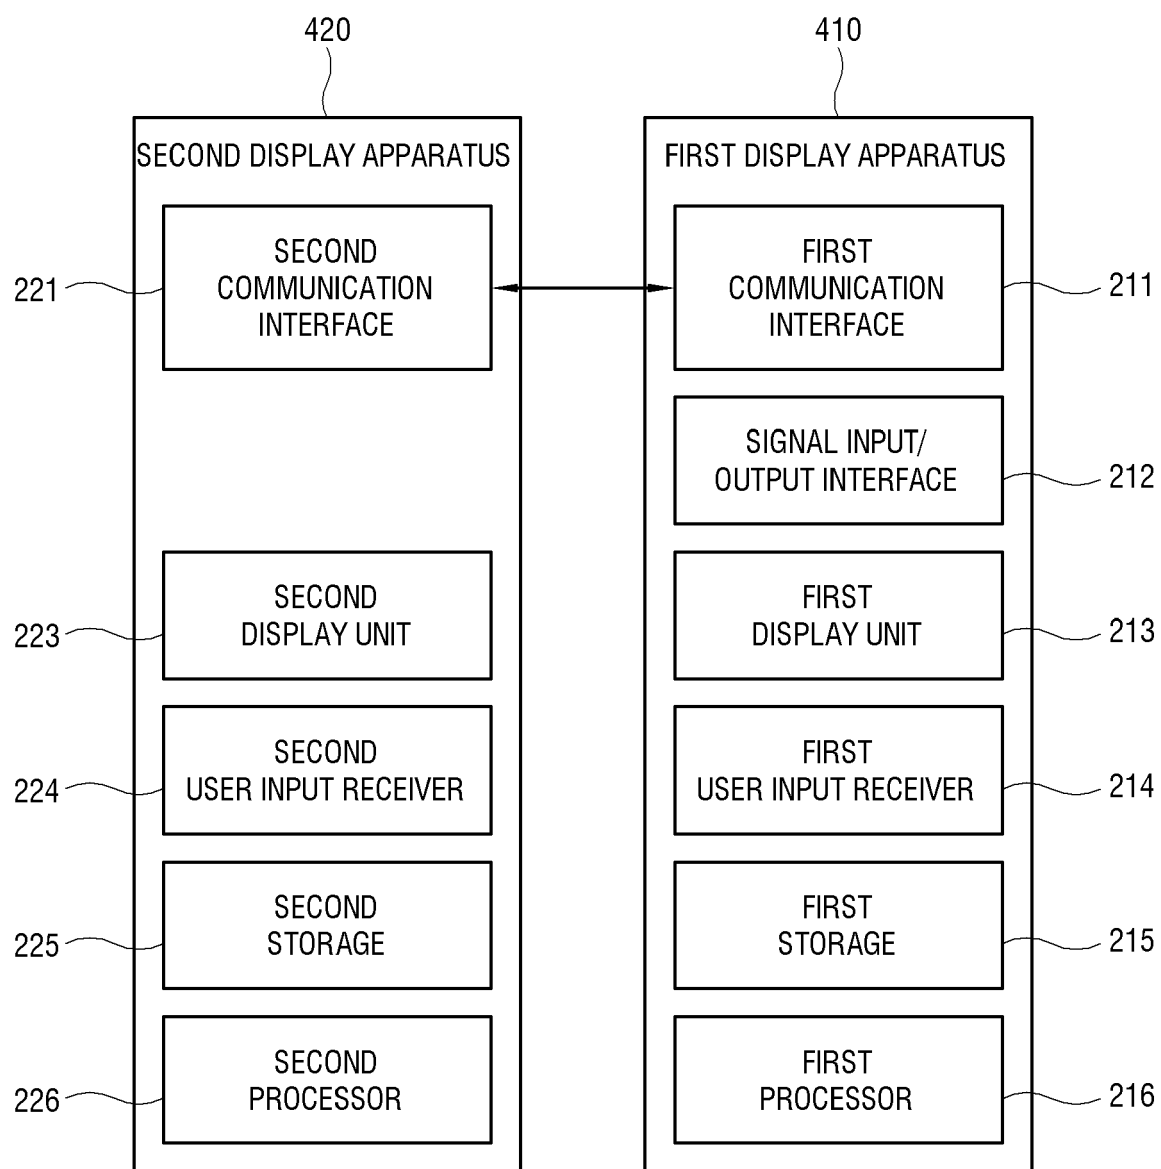 420
410
SECOND DISPLAY APPARATUS
FIRST DISPLAY APPARATUS
SECOND
COMMUNICATION
INTERFACE
221
FIRST
COMMUNICATION
INTERFACE
211
SIGNAL INPUT/
OUTPUT INTERFACE
212
SECOND
DISPLAY UNIT
223
FIRST
DISPLAY UNIT
213
SECOND
USER INPUT RECEIVER
224
FIRST
USER INPUT RECEIVER
214
SECOND
STORAGE
225
FIRST
STORAGE
215
SECOND
PROCESSOR
226
FIRST
PROCESSOR
216